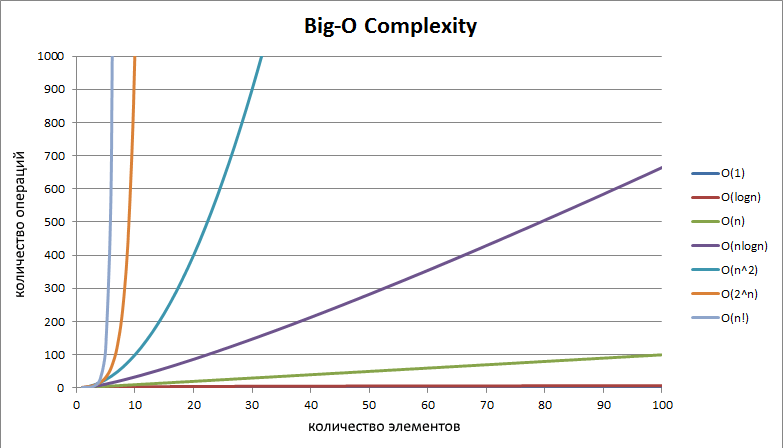 Big-O Complexity
количество операций
1000
900
800
700
600
500
400
300
200
100
0
0 10 20 30 40 50 60 70 80 90 100
количество элементов
O(1)
O(logn)
O(n)
O(nlogn)
O(n^2)
O(2^n)
O(n!)